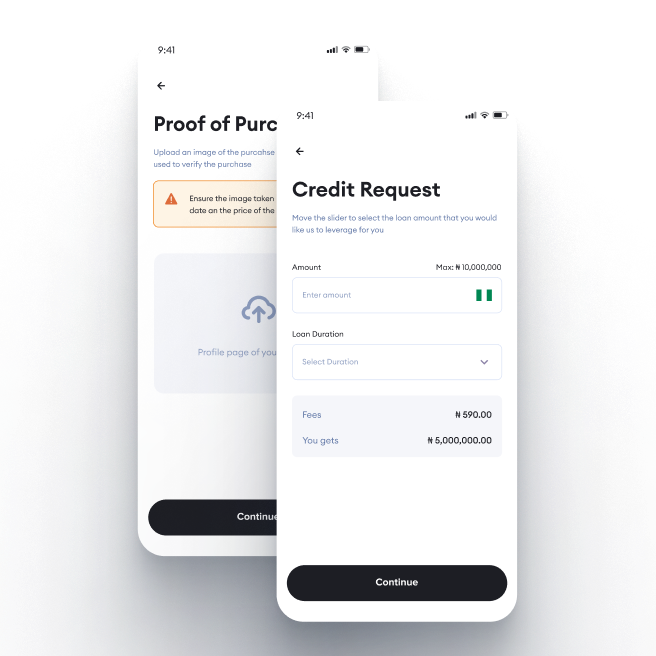 9:41
Proof of Purc
Upload an image of the purcahse
used to verify the purchase
Ensure the image taken
date an the price of the
Profile page of you
Continue
9:41
Credit Request
Move the slider to select the loan amount that you would
like us to leverage for you
Amount
Max: ₦ 10,000,000
Enter amount
Loan Duration
Select Duration
Fees
₦ 590.00
You gets
₦ 5,000,000.00
Continue